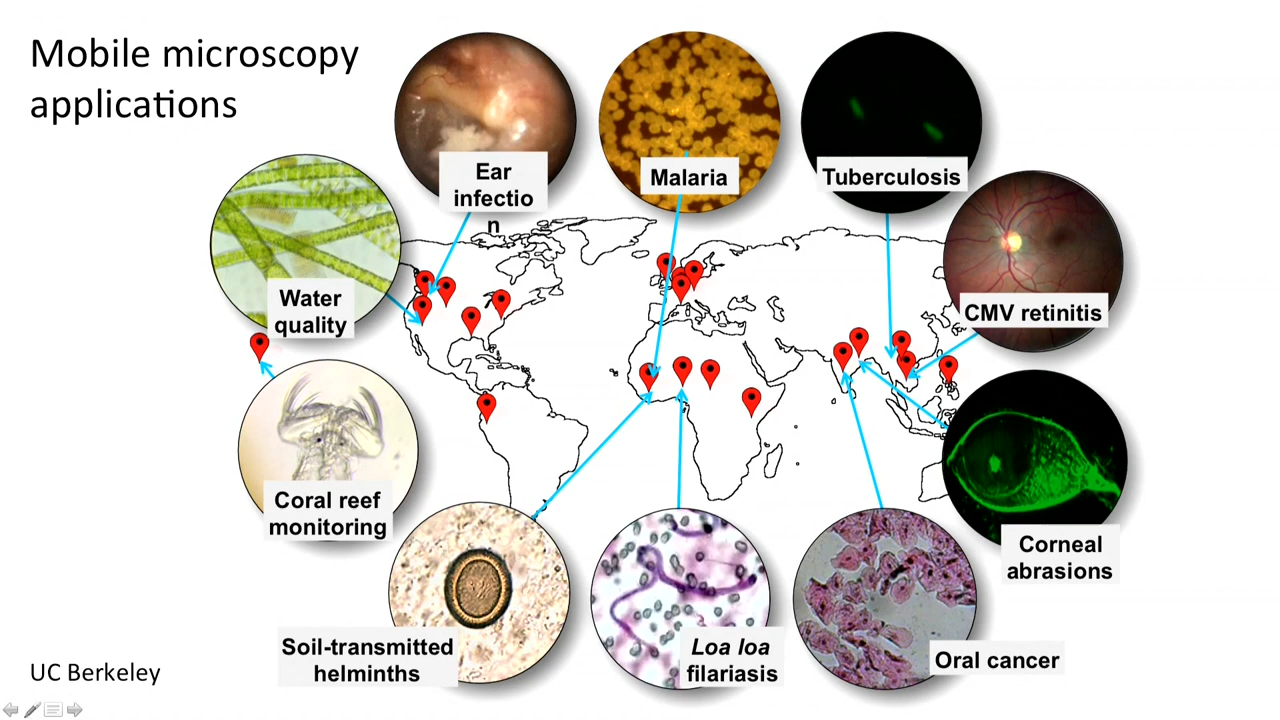 Mobile microscopy
applications
Ear
infectio
n
Malaria
Tuberculosis
Water
quality
CMV retinitis
Coral reef
monitoring
Corneal
abrasions
Soil-transmitted
helminths
Loa loa
filariasis
Oral cancer
UC Berkeley